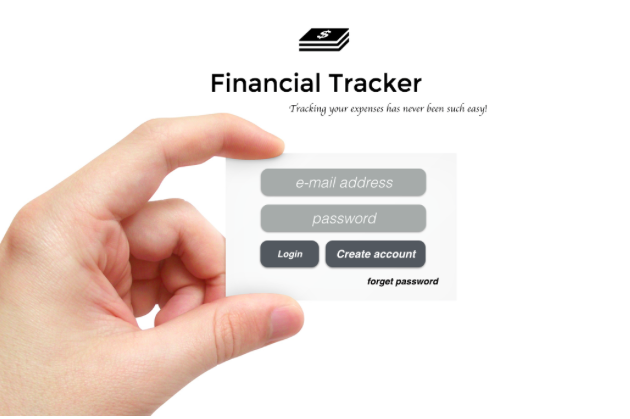 $
Financial Tracker
Tracking your expenses has never been such easy!
e-mail address
password
Login Create account
forget password